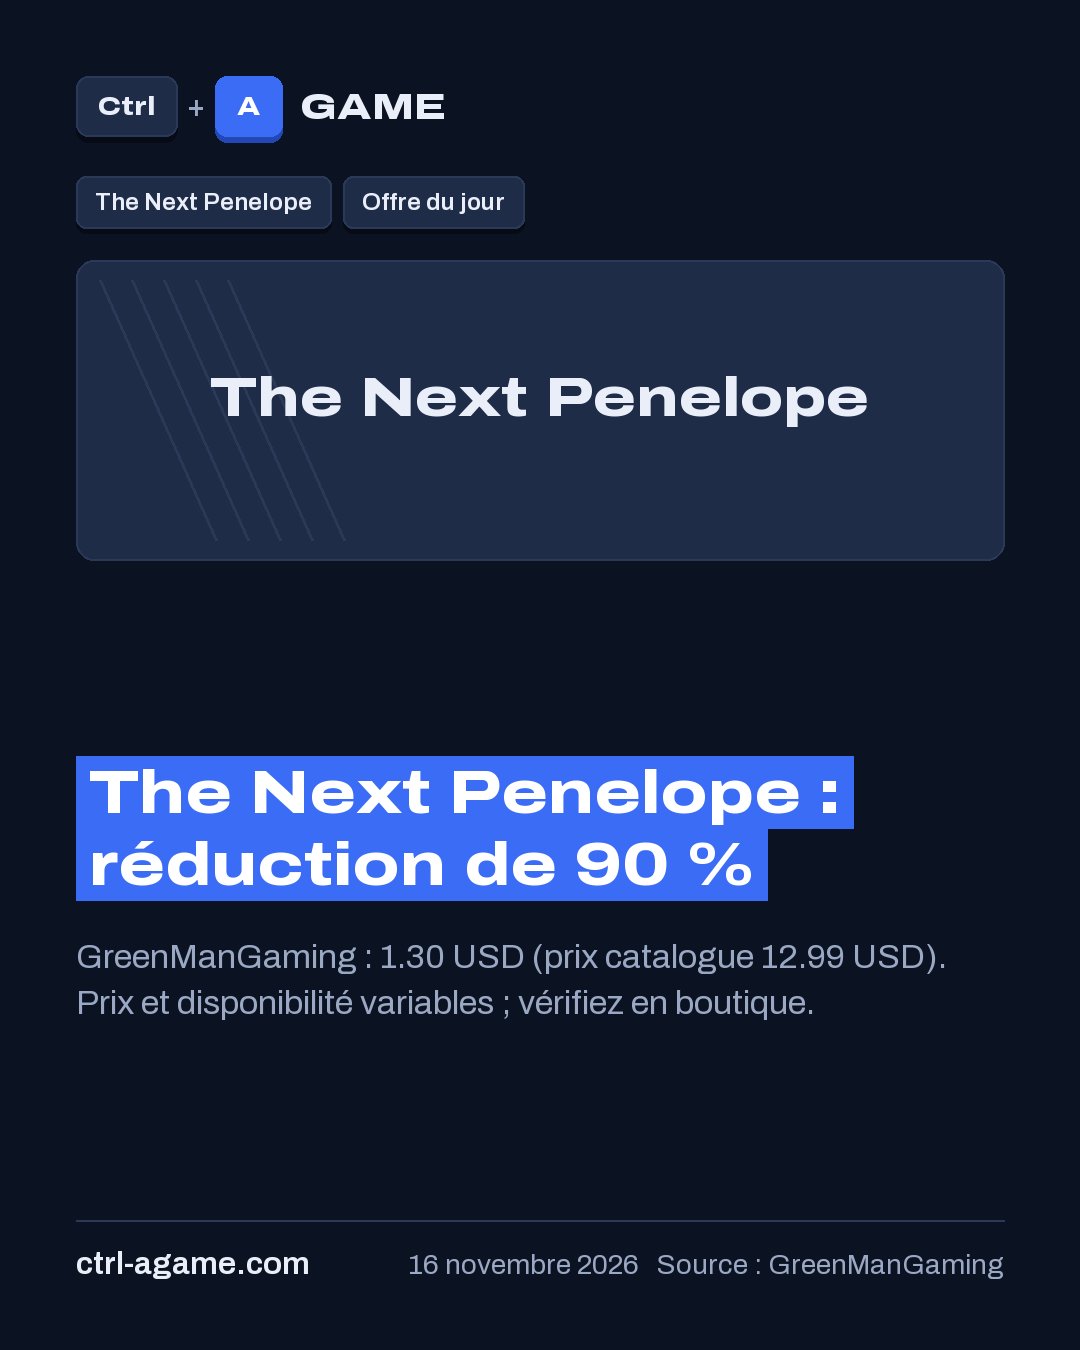 Ctrl + A GAME
The Next Penelope Offre du jour
The Next Penelope
The Next Penelope :
réduction de 90 %
GreenManGaming : 1.30 USD (prix catalogue 12.99 USD).
Prix et disponibilité variables ; vérifiez en boutique.
ctrl-agame.com 16 novembre 2026 Source : GreenManGaming